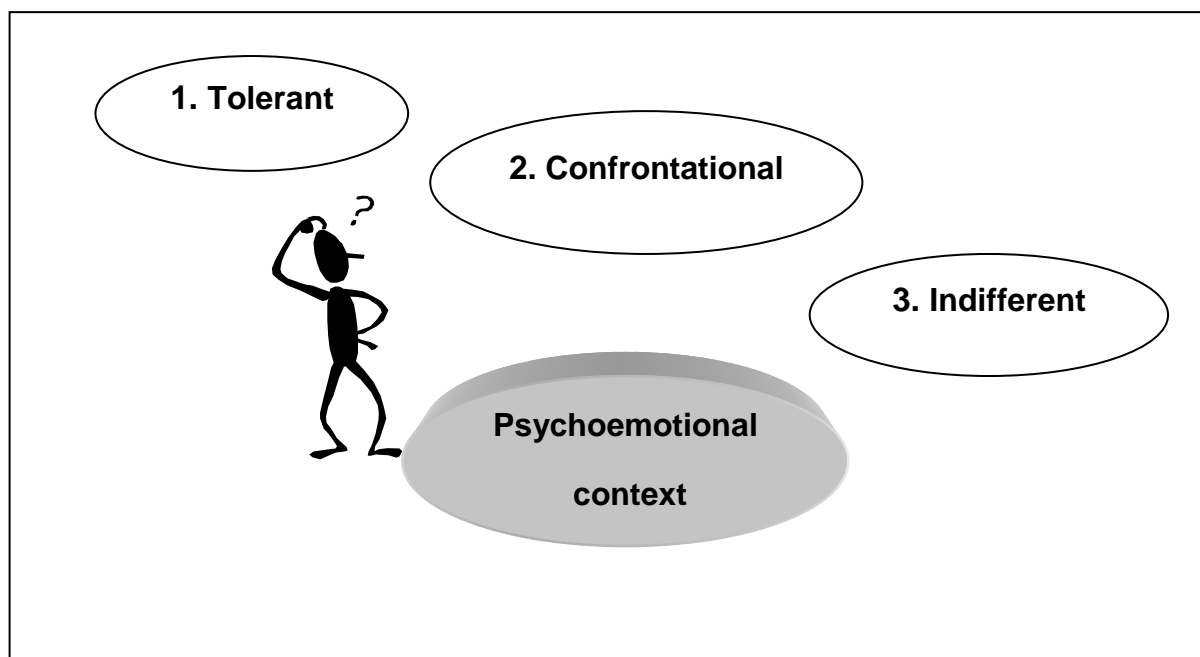 1. Tolerant
2. Confrontational
?
3. Indifferent
Psychoemotional
context